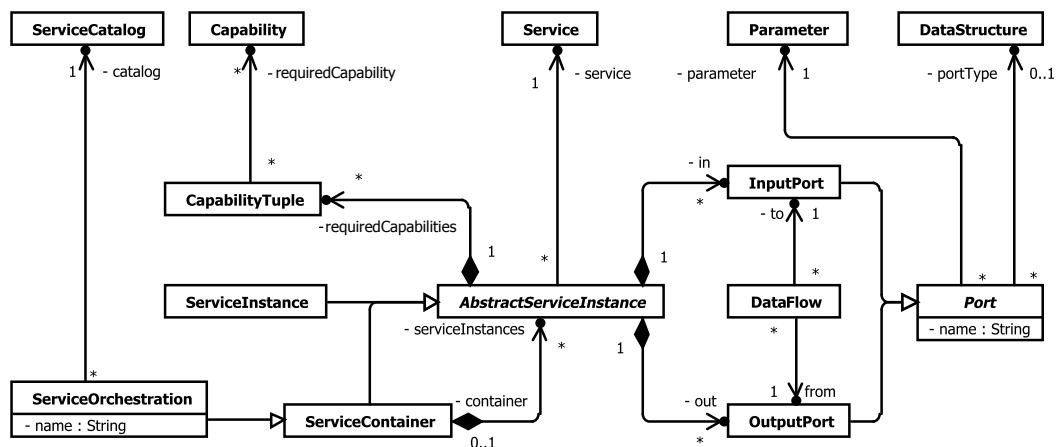 ServiceCatalog
Capability
Service
Parameter
DataStructure
1
- catalog
*
-requiredCapability
1
- service
- parameter
1
- portType
0..1
*
*
- in
InputPort
CapabilityTuple
*
-requiredCapabilities
- to
1
1
*
1
*
*
*
ServiceInstance
AbstractServiceInstance
DataFlow
Port
- serviceInstances
*
1
*
- name : String
*
ServiceOrchestration
- name : String
- container
ServiceContainer
0..1
- out
*
1
from
OutputPort